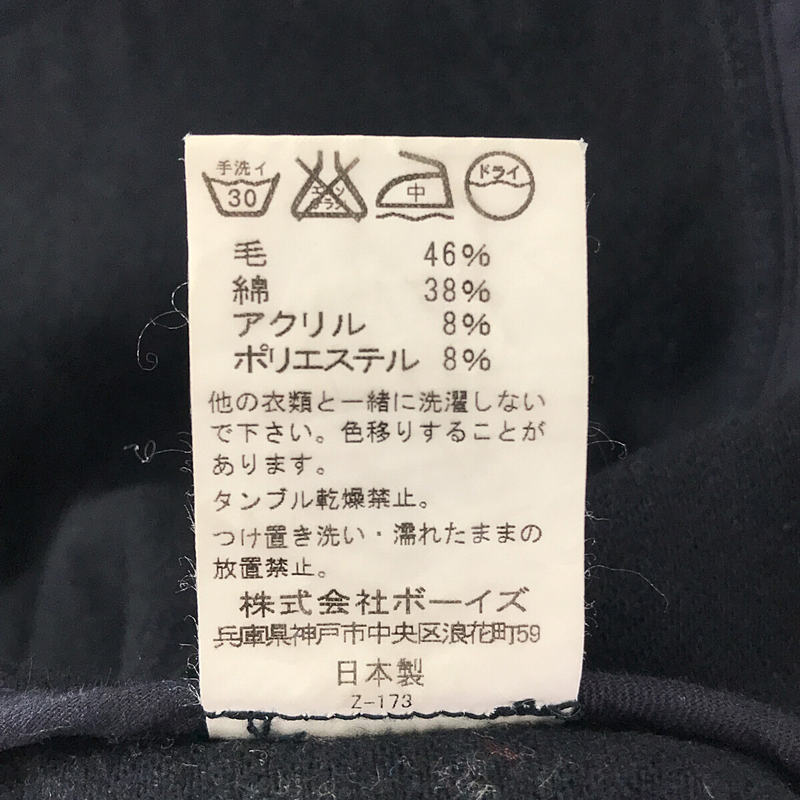 手洗イ
30
エンソ
サラシ
中
ドライ
毛 46%
綿 38%
アクリル 8%
ポリエステル 8%
他の衣類と一緒に洗濯しない
で下さい。色移りすることが
あります。
タンブル乾燥禁止。
つけ置き洗い・濡れたままの
放置禁止。
株式会社ボーイズ
兵庫県神戸市中央区浪花町59
日本製
Z-173